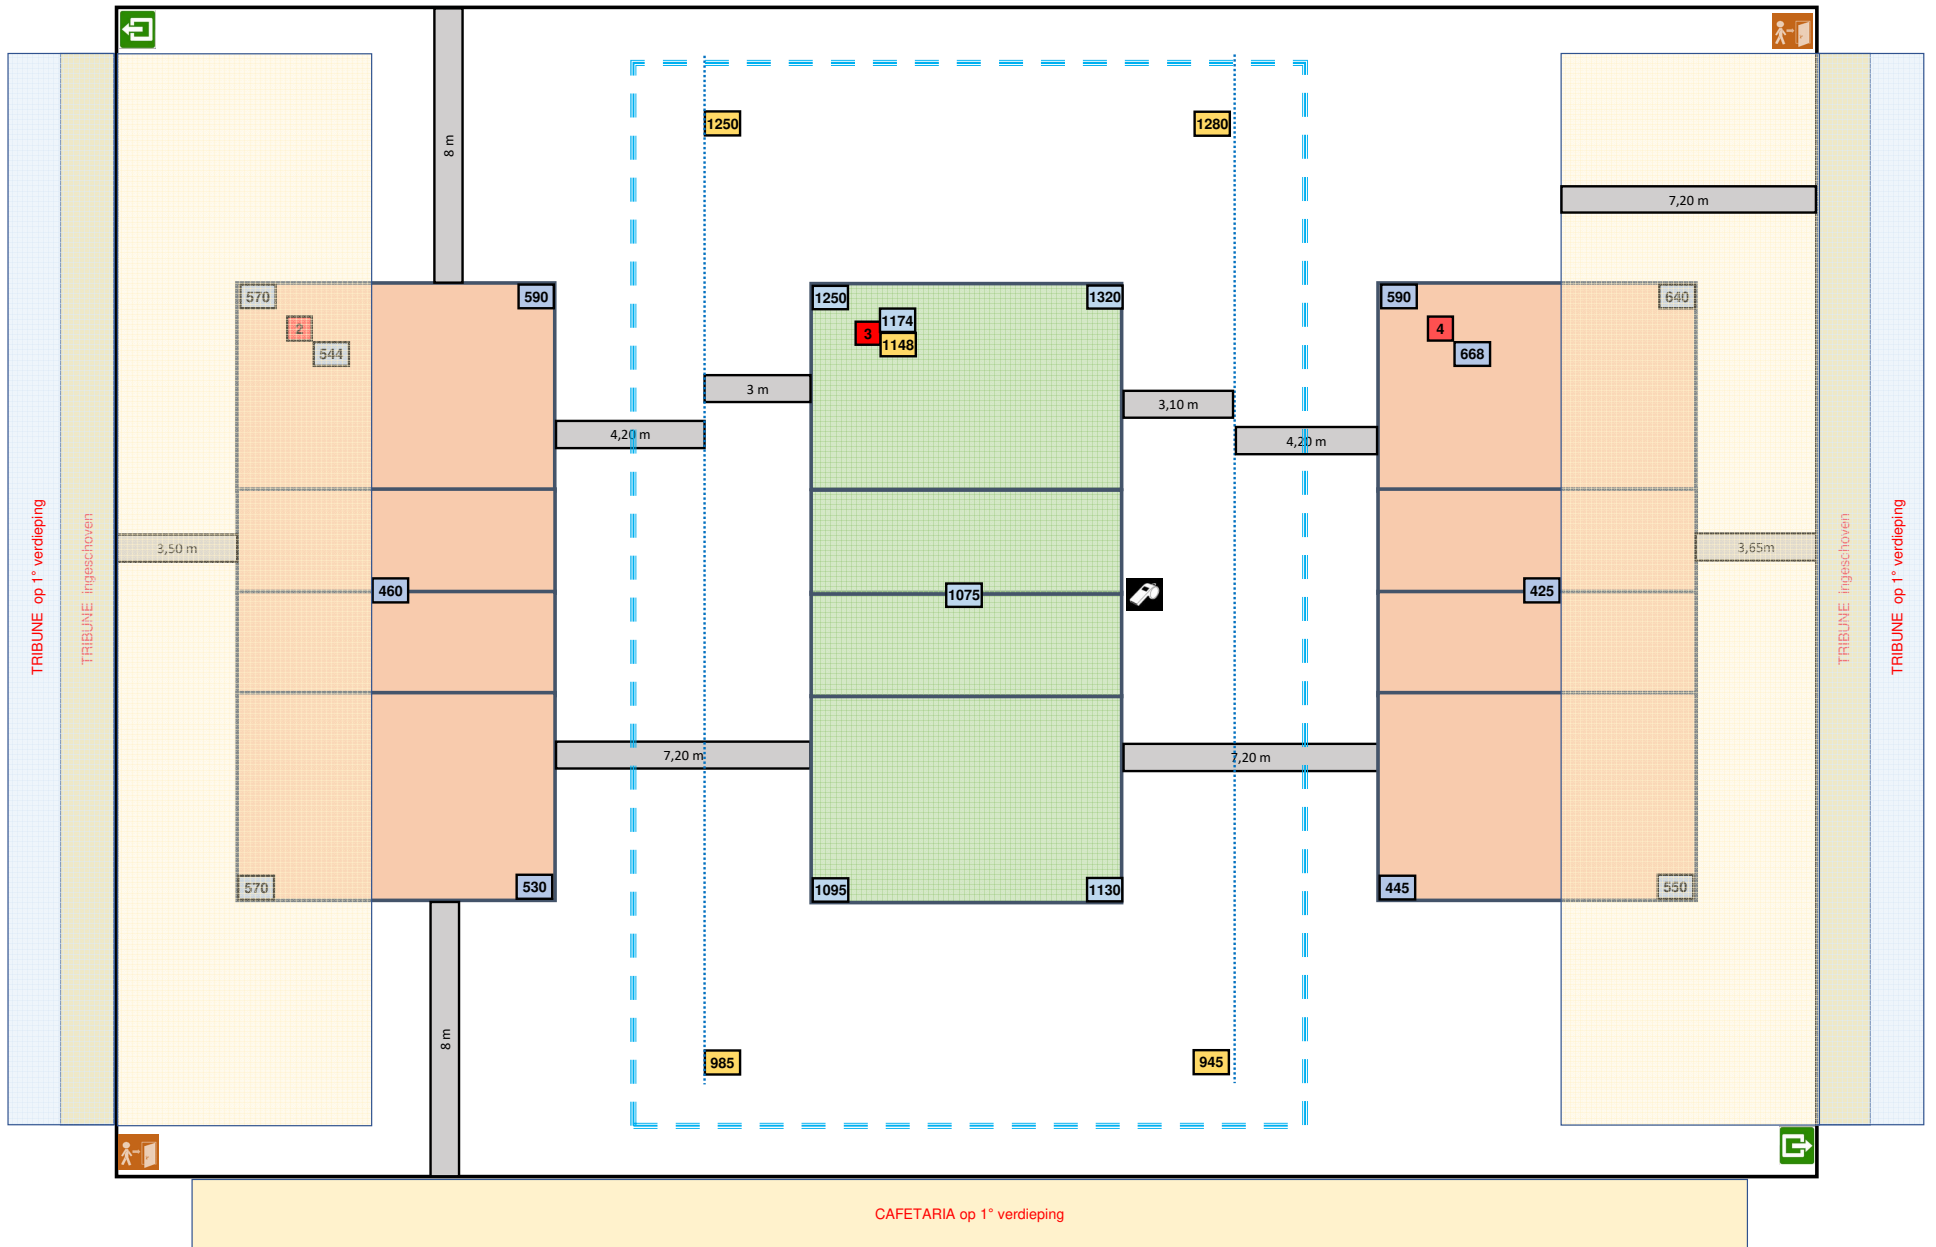 8 m
1250
1280
7,20 m
570
590
1250
1320
590
640
2
544
3
1174
1148
4
668
3 m
3,10 m
4,20 m
4,20 m
TRIBUNE op 1° verdieping
TRIBUNE ingeschoven
3,50 m
460
1075
425
3,65m
TRIBUNE ingeschoven
TRIBUNE op 1° verdieping
7,20 m
7,20 m
570
530
1095
1130
445
550
8 m
985
945
CAFETARIA op 1° verdieping